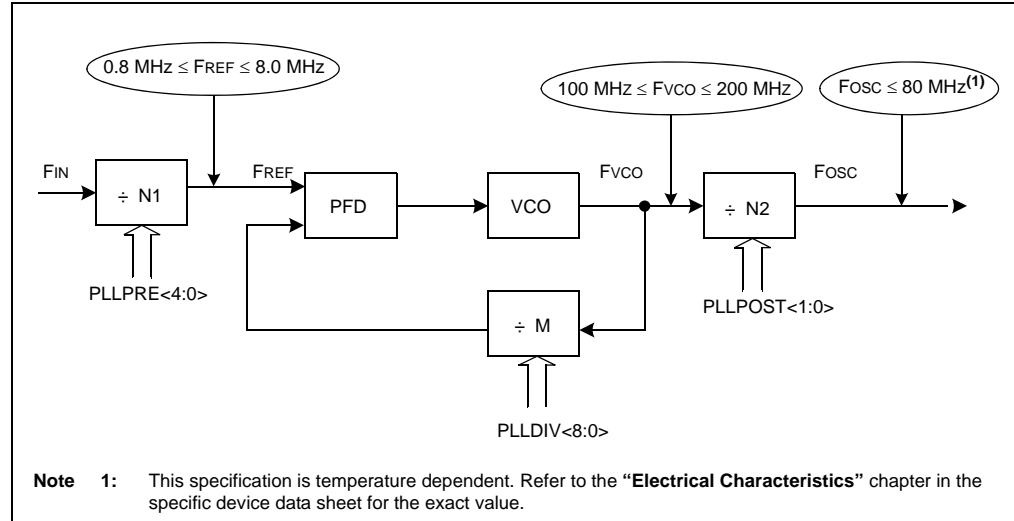 0.8 MHz ≤ FREF ≤ 8.0 MHz
100 MHz ≤ FVCO ≤ 200 MHz
FOSC ≤ 80 MHz(1)
FIN
÷ N1
FREF
PFD
VCO
FVCO
÷ N2
FOSC
PLLPRE<4:0>
÷ M
PLLPOST<1:0>
PLLDIV<8:0>
Note 1: This specification is temperature dependent. Refer to the “Electrical Characteristics” chapter in the
specific device data sheet for the exact value.